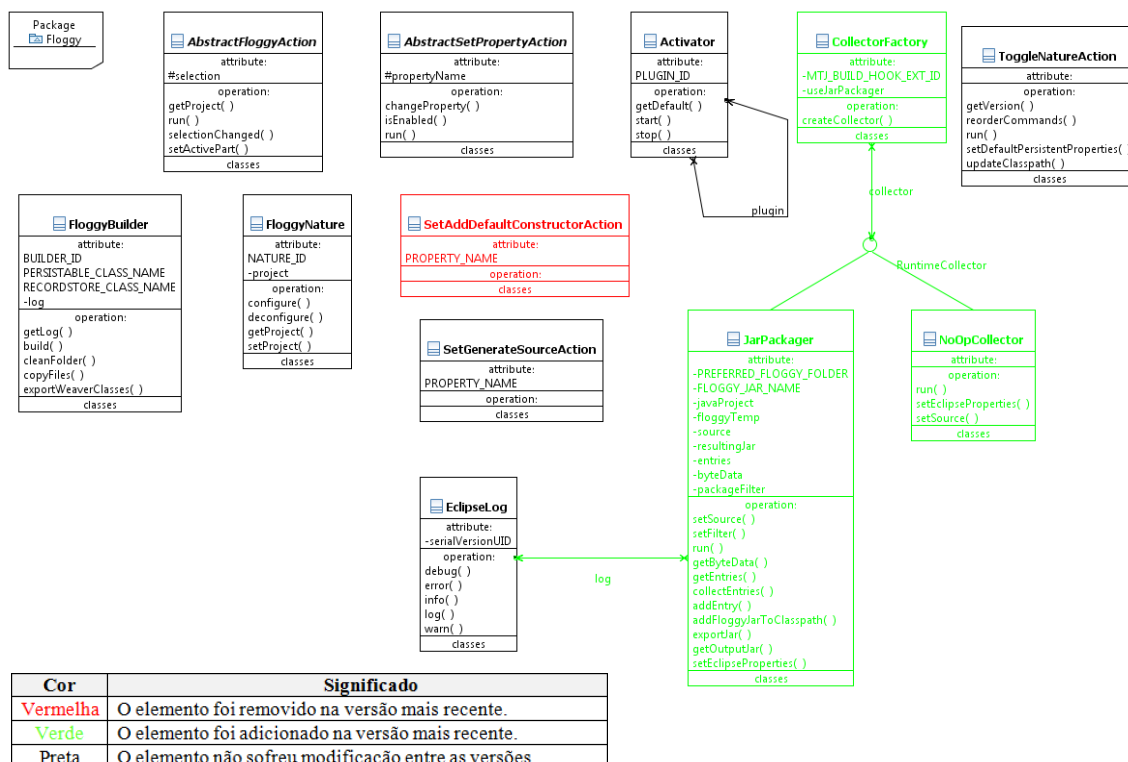 Package
Floggy
AbstractFloggyAction
attribute:
#selection
operation:
getProject( )
run( )
selectionChanged( )
setActivePart( )
classes
AbstractSetPropertyAction
attribute:
#propertyName
operation:
changeProperty( )
isEnabled( )
run( )
classes
Activator
attribute:
PLUGIN_ID
operation:
getDefault( )
start( )
stop( )
classes
plugin
CollectorFactory
attribute:
-MTJ_BUILD_HOOK_EXT_ID
-useJarPackager
operation:
createCollector( )
classes
collector
ToggleNatureAction
attribute:
operation:
getVersion( )
reorderCommands( )
run( )
setDefaultPersistentProperties( )
updateClasspath( )
classes
FloggyBuilder
attribute:
BUILDER_ID
PERSISTABLE_CLASS_NAME
RECORDSTORE_CLASS_NAME
-log
operation:
getLog( )
build( )
cleanFolder( )
copyFiles( )
exportWeaverClasses( )
classes
FloggyNature
attribute:
NATURE_ID
-project
operation:
configure( )
deconfigure( )
getProject( )
setProject( )
classes
SetAddDefaultConstructorAction
attribute:
PROPERTY_NAME
operation:
classes
RuntimeCollector
SetGenerateSourceAction
attribute:
PROPERTY_NAME
operation:
classes
JarPackager
attribute:
-PREFERRED_FLOGGY_FOLDER
-FLOGGY_JAR_NAME
-javaProject
-floggyTemp
-source
-resultingJar
-entries
-byteData
-packageFilter
operation:
setSource( )
setFilter( )
run( )
getByteData( )
getEntries( )
collectEntries( )
addEntry( )
addFloggyJarToClasspath( )
exportJar( )
getOutputJar( )
setEclipseProperties( )
classes
NoOpCollector
attribute:
operation:
run( )
setEclipseProperties( )
setSource( )
classes
EclipseLog
attribute:
-serialVersionUID
operation:
debug( )
error( )
info( )
log( )
warn( )
classes
log
Cor Significado
Vermelha O elemento foi removido na versão mais recente.
Verde O elemento foi adicionado na versão mais recente.
Preta O elemento não sofreu modificação entre as versões